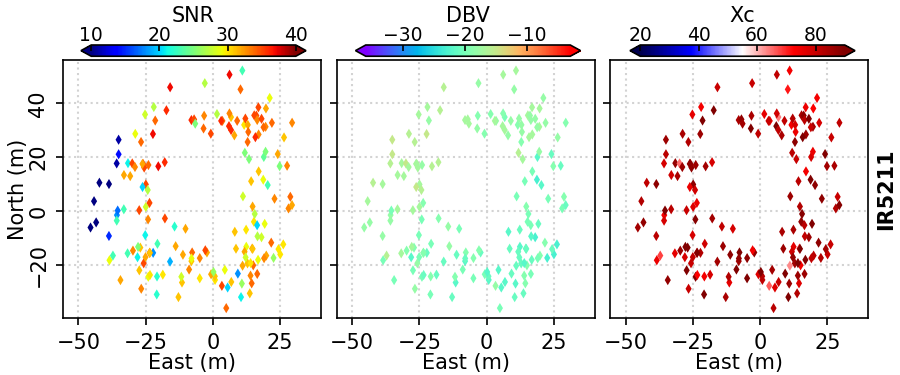 SNR DBV Xc
10 20 30 40 −30 −20 −10 20 40 60 80
North (m)
40
20
0
−20
−50 −25 0 25 −50 −25 0 25 −50 −25 0 25
East (m) East (m) East (m)
IR5211